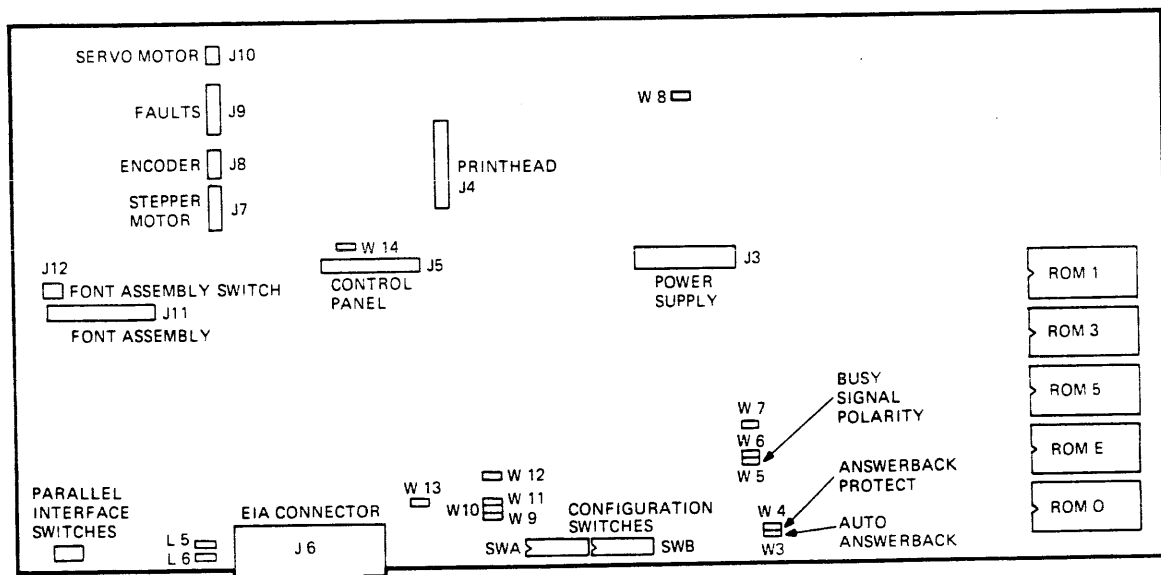 SERVO MOTOR J10
W 8
FAULTS J9
ENCODER J8
PRINTHEAD
J4
STEPPER
MOTOR
J7
W 14
J5
CONTROL
PANEL
J3
POWER
SUPPLY
J12
FONT ASSEMBLY SWITCH
J11
FONT ASSEMBLY
ROM 1
ROM 3
ROM 5
ROM E
ROM O
BUSY
SIGNAL
POLARITY
W 7
W 6
W 5
ANSWERBACK
PROTECT
W 4
AUTO
ANSWERBACK
W3
W 12
W 13
W 11
W10
W 9
CONFIGURATION
SWITCHES
SWA
SWB
PARALLEL
INTERFACE
SWITCHES
EIA CONNECTOR
J 6
L 5
L 6